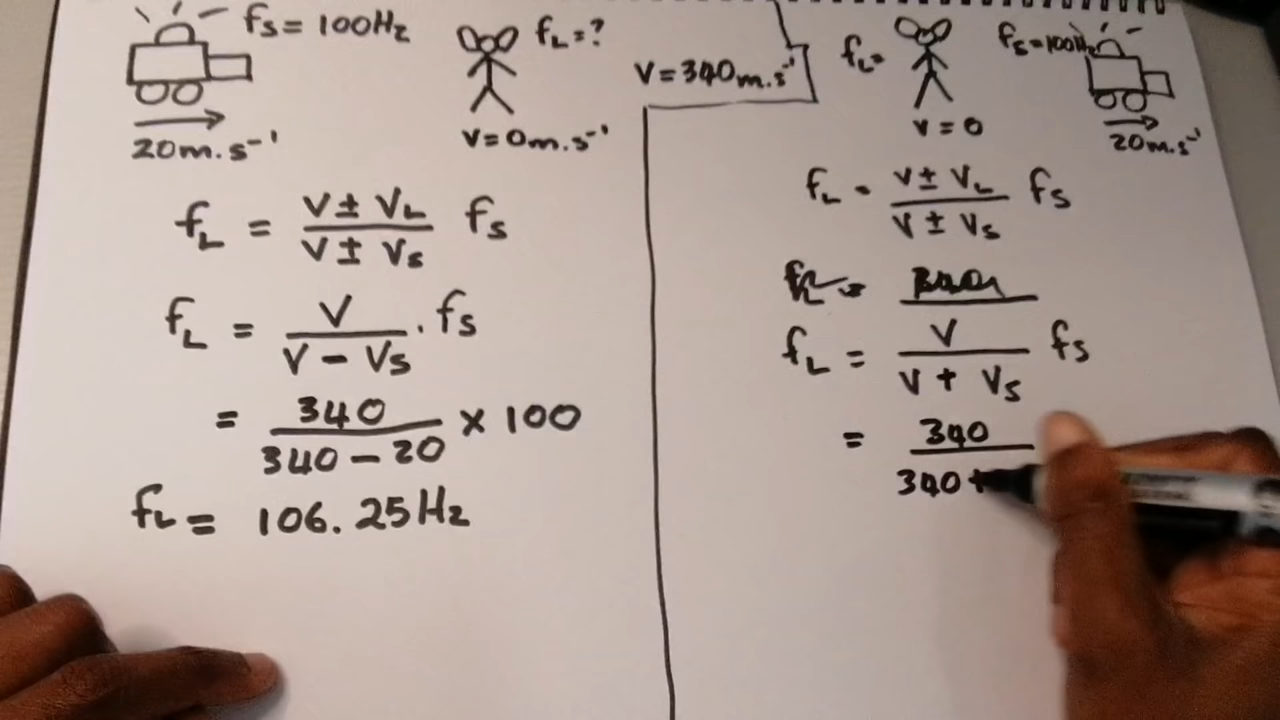 fs = 100Hz
fL = ?
20m.s⁻¹
V = 0m.s⁻¹
fL = V ± VL / V ± Vs fs
fL = V / V - Vs . fs
= 340 / 340 - 20 × 100
fL = 106.25Hz
V = 340m.s⁻¹
fL =
fs = 100Hz
V = 0
20m.s⁻¹
fL = V ± VL / V ± Vs fs
fL =
fL = V / V + Vs fs
= 340 / 340 +